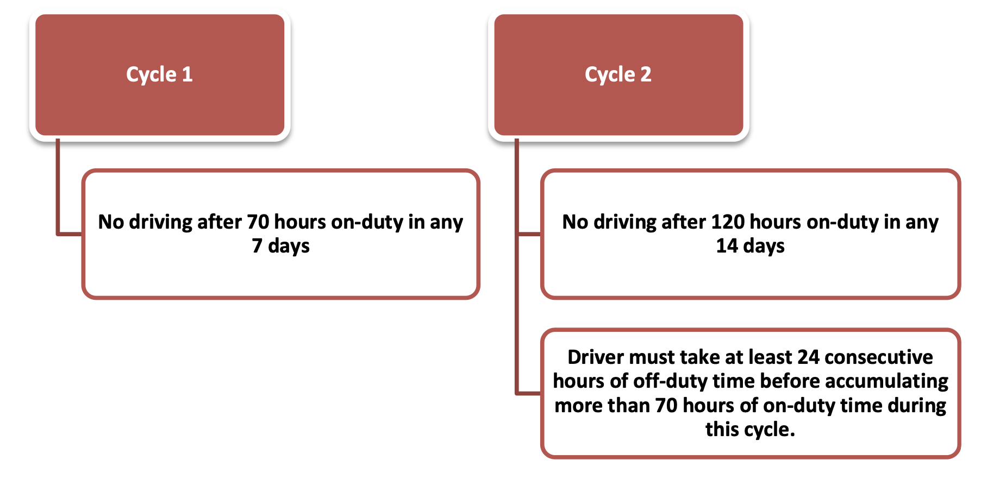 Cycle 1
No driving after 70 hours on-duty in any
7 days
Cycle 2
No driving after 120 hours on-duty in any
14 days
Driver must take at least 24 consecutive
hours of off-duty time before accumulating
more than 70 hours of on-duty time during
this cycle.